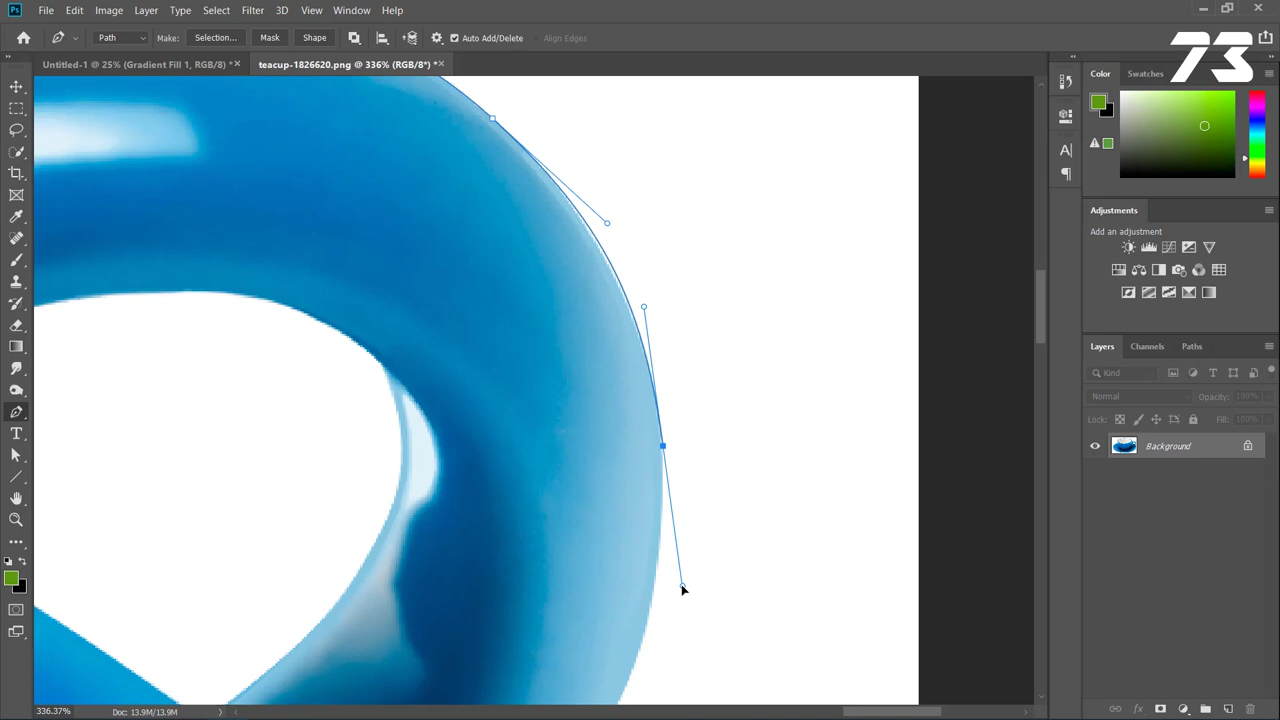 Ps File Edit Image Layer Type Select Filter 3D View Window Help
Path Make: Selection... Mask Shape Auto Add/Delete Align Edges
Untitled-1 @ 25% (Gradient Fill 1, RGB/8) * × teacup-1826620.png @ 336% (RGB/8*) * ×
73
Color Swatches
Adjustments
Add an adjustment
Layers Channels Paths
Kind
Normal Opacity: 100%
Lock: Fill: 100%
Background
336.37% Doc: 13.9M/13.9M